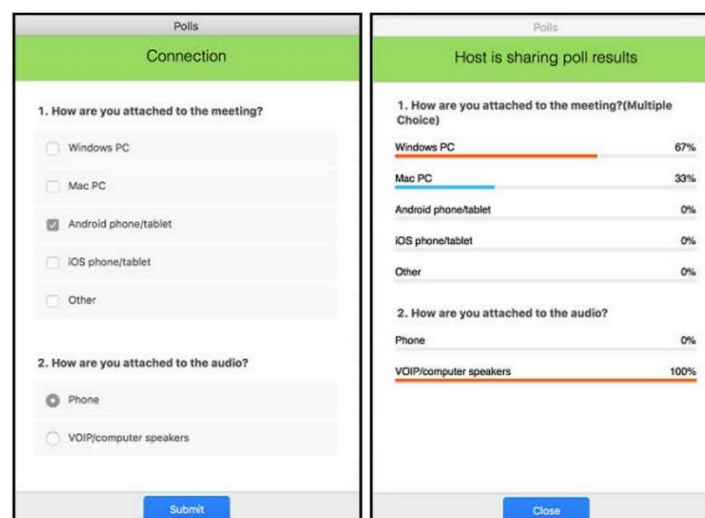 Polls
Connection
1. How are you attached to the meeting?
Windows PC
Mac PC
Android phone/tablet
iOS phone/tablet
Other
2. How are you attached to the audio?
Phone
VOIP/computer speakers
Submit
Polls
Host is sharing poll results
1. How are you attached to the meeting?(Multiple
Choice)
Windows PC 67%
Mac PC 33%
Android phone/tablet 0%
iOS phone/tablet 0%
Other 0%
2. How are you attached to the audio?
Phone 0%
VOIP/computer speakers 100%
Close